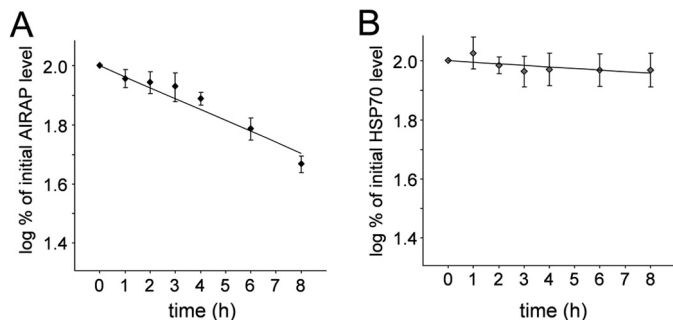 A
log % of initial AIRAP level
2.0
1.8
1.6
1.4
0 1 2 3 4 5 6 7 8
time (h)
B
log % of initial HSP70 level
2.0
1.8
1.6
1.4
0 1 2 3 4 5 6 7 8
time (h)